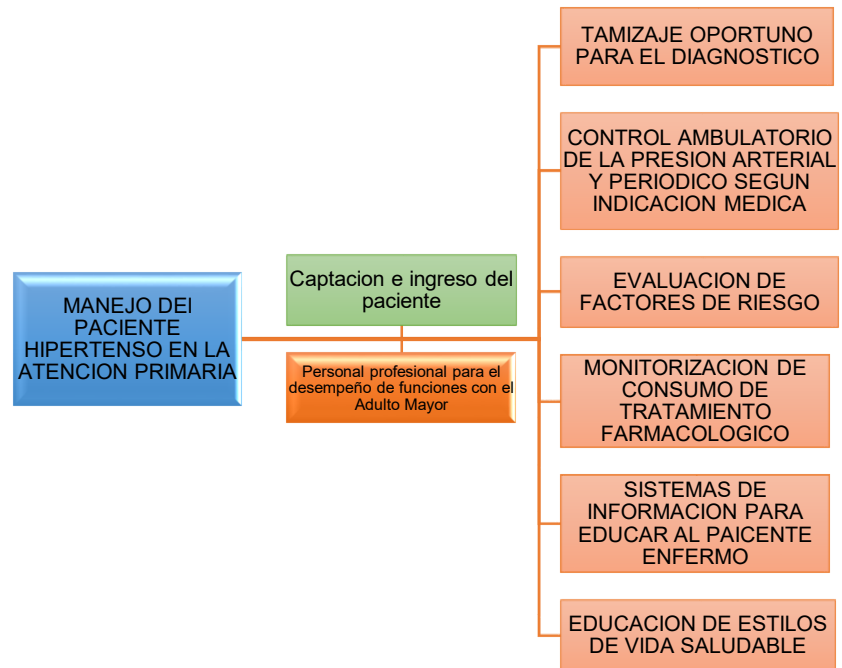 MANEJO DEl
PACIENTE
HIPERTENSO EN LA
ATENCION PRIMARIA
Captacion e ingreso del
paciente
Personal profesional para el
desempeño de funciones con el
Adulto Mayor
TAMIZAJE OPORTUNO
PARA EL DIAGNOSTICO
CONTROL AMBULATORIO
DE LA PRESION ARTERIAL
Y PERIODICO SEGUN
INDICACION MEDICA
EVALUACION DE
FACTORES DE RIESGO
MONITORIZACION DE
CONSUMO DE
TRATAMIENTO
FARMACOLOGICO
SISTEMAS DE
INFORMACION PARA
EDUCAR AL PAICENTE
ENFERMO
EDUCACION DE ESTILOS
DE VIDA SALUDABLE